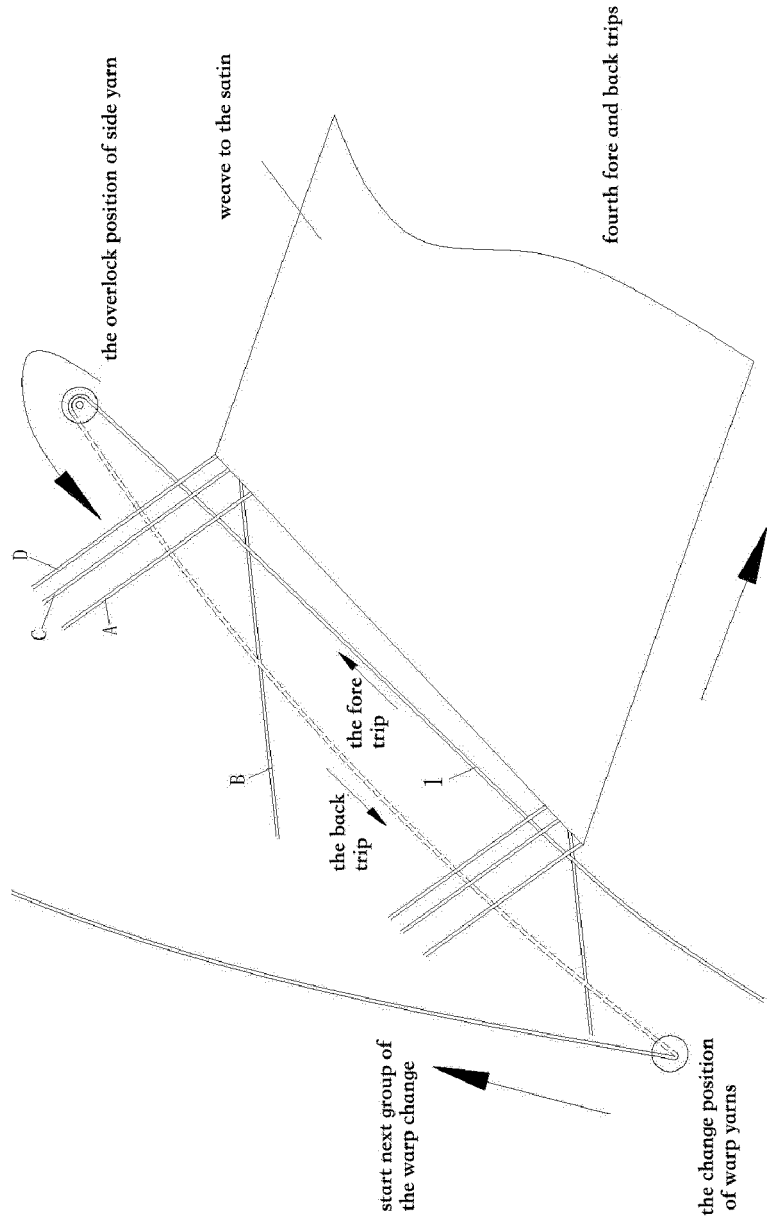 the overlock position of side yarn
weave to the satin
fourth fore and back trips
D
C
A
B
the fore
trip
the back
trip
1
start next group of
the warp change
the change position
of warp yarns